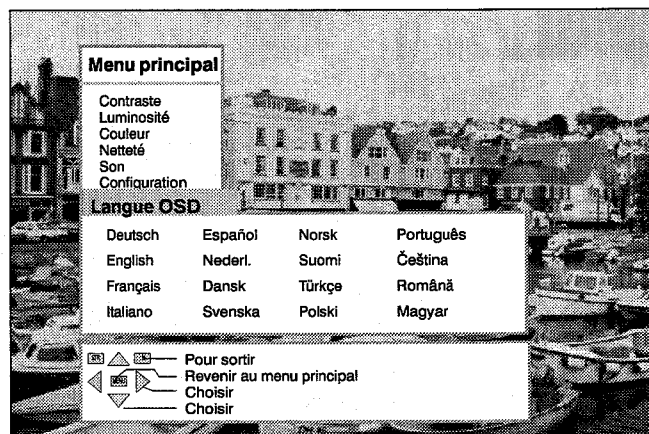 Menu principal
Contraste
Luminosité
Couleur
Netteté
Son
Configuration
Langue OSD
Deutsch Español Norsk Português
English Nederl. Suomi Čeština
Français Dansk Türkçe Română
Italiano Svenska Polski Magyar
Pour sortir
Revenir au menu principal
MENU
Choisir
Choisir